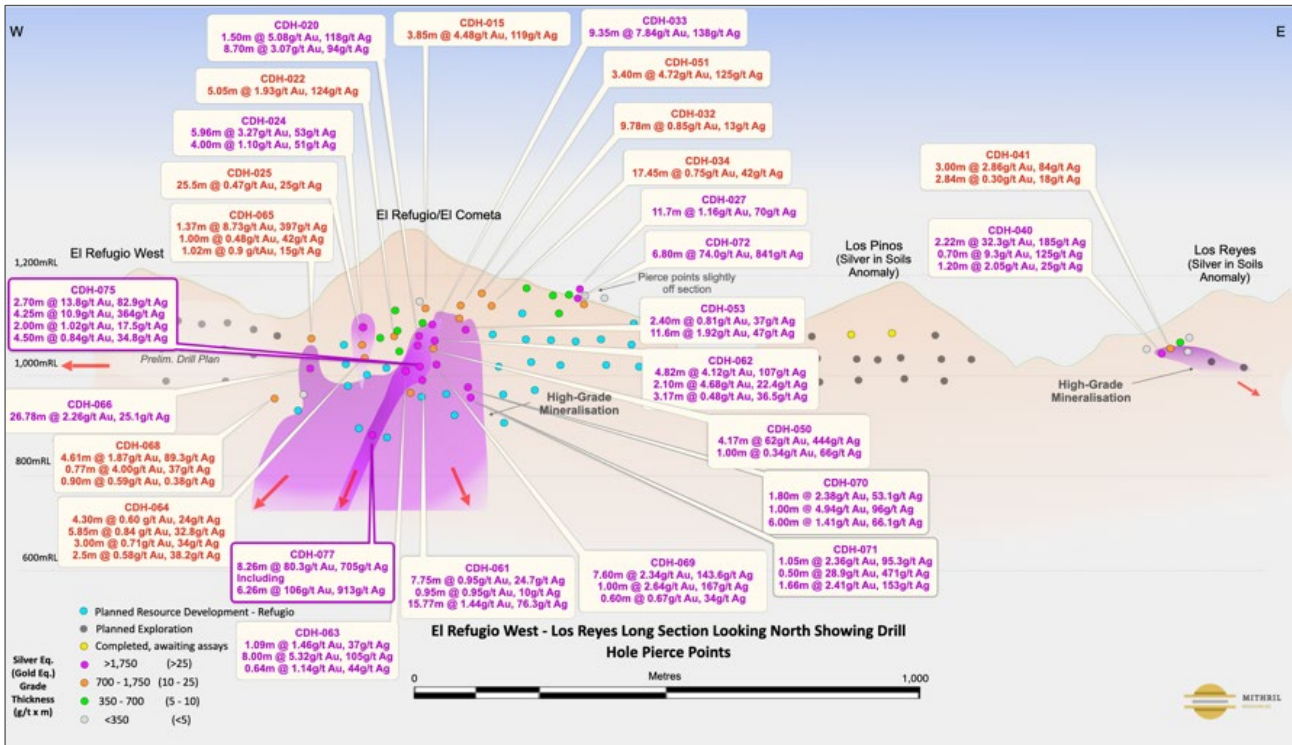 W
E
CDH-020
1.50m @ 5.08g/t Au, 118g/t Ag
8.70m @ 3.07g/t Au, 94g/t Ag
CDH-015
3.85m @ 4.48g/t Au, 119g/t Ag
CDH-033
9.35m @ 7.84g/t Au, 138g/t Ag
CDH-051
3.40m @ 4.72g/t Au, 125g/t Ag
CDH-022
5.05m @ 1.93g/t Au, 124g/t Ag
CDH-032
9.78m @ 0.85g/t Au, 13g/t Ag
CDH-024
5.96m @ 3.27g/t Au, 53g/t Ag
4.00m @ 1.10g/t Au, 51g/t Ag
CDH-034
17.45m @ 0.75g/t Au, 42g/t Ag
CDH-041
3.00m @ 2.86g/t Au, 84g/t Ag
2.84m @ 0.30g/t Au, 18g/t Ag
CDH-025
25.5m @ 0.47g/t Au, 25g/t Ag
CDH-027
11.7m @ 1.16g/t Au, 70g/t Ag
CDH-065
1.37m @ 8.73g/t Au, 397g/t Ag
1.00m @ 0.48g/t Au, 42g/t Ag
1.02m @ 0.9 g/tAu, 15g/t Ag
El Refugio/El Cometa
CDH-040
2.22m @ 32.3g/t Au, 185g/t Ag
0.70m @ 9.3g/t Au, 125g/t Ag
1.20m @ 2.05g/t Au, 25g/t Ag
CDH-072
6.80m @ 74.0g/t Au, 841g/t Ag
El Refugio West
Los Pinos
(Silver in Soils
Anomaly)
Los Reyes
(Silver in Soils
Anomaly)
1,200mRL
Pierce points slightly
off section
CDH-075
2.70m @ 13.8g/t Au, 82.9g/t Ag
4.25m @ 10.9g/t Au, 364g/t Ag
2.00m @ 1.02g/t Au, 17.5g/t Ag
4.50m @ 0.84g/t Au, 34.8g/t Ag
CDH-053
2.40m @ 0.81g/t Au, 37g/t Ag
11.6m @ 1.92g/t Au, 47g/t Ag
Prelim. Drill Plan
1,000mRL
CDH-062
4.82m @ 4.12g/t Au, 107g/t Ag
2.10m @ 4.68g/t Au, 22.4g/t Ag
3.17m @ 0.48g/t Au, 36.5g/t Ag
High-Grade
Mineralisation
CDH-066
26.78m @ 2.26g/t Au, 25.1g/t Ag
High-Grade
Mineralisation
CDH-050
4.17m @ 62g/t Au, 444g/t Ag
1.00m @ 0.34g/t Au, 66g/t Ag
CDH-068
4.61m @ 1.87g/t Au, 89.3g/t Ag
0.77m @ 4.00g/t Au, 37g/t Ag
0.90m @ 0.59g/t Au, 0.38g/t Ag
800mRL
CDH-070
1.80m @ 2.38g/t Au, 53.1g/t Ag
1.00m @ 4.94g/t Au, 96g/t Ag
6.00m @ 1.41g/t Au, 66.1g/t Ag
CDH-064
4.30m @ 0.60 g/t Au, 24g/t Ag
5.85m @ 0.84 g/t Au, 32.8g/t Ag
3.00m @ 0.71g/t Au, 34g/t Ag
2.5m @ 0.58g/t Au, 38.2g/t Ag
600mRL
CDH-077
8.26m @ 80.3g/t Au, 705g/t Ag
Including
6.26m @ 106g/t Au, 913g/t Ag
CDH-061
7.75m @ 0.95g/t Au, 24.7g/t Ag
0.95m @ 0.95g/t Au, 10g/t Ag
15.77m @ 1.44g/t Au, 76.3g/t Ag
CDH-069
7.60m @ 2.34g/t Au, 143.6g/t Ag
1.00m @ 2.64g/t Au, 167g/t Ag
0.60m @ 0.67g/t Au, 34g/t Ag
CDH-071
1.05m @ 2.36g/t Au, 95.3g/t Ag
0.50m @ 28.9g/t Au, 471g/t Ag
1.66m @ 2.41g/t Au, 153g/t Ag
CDH-063
1.09m @ 1.46g/t Au, 37g/t Ag
8.00m @ 5.32g/t Au, 105g/t Ag
0.64m @ 1.14g/t Au, 44g/t Ag
Planned Resource Development - Refugio
Planned Exploration
Completed, awaiting assays
Silver Eq.
(Gold Eq.)
Grade
Thickness
(g/t x m)
>1,750 (>25)
700 - 1,750 (10 - 25)
350 - 700 (5 - 10)
<350 (<5)
El Refugio West - Los Reyes Long Section Looking North Showing Drill
Hole Pierce Points
Metres
0 1,000
MITHRIL
RESOURCES